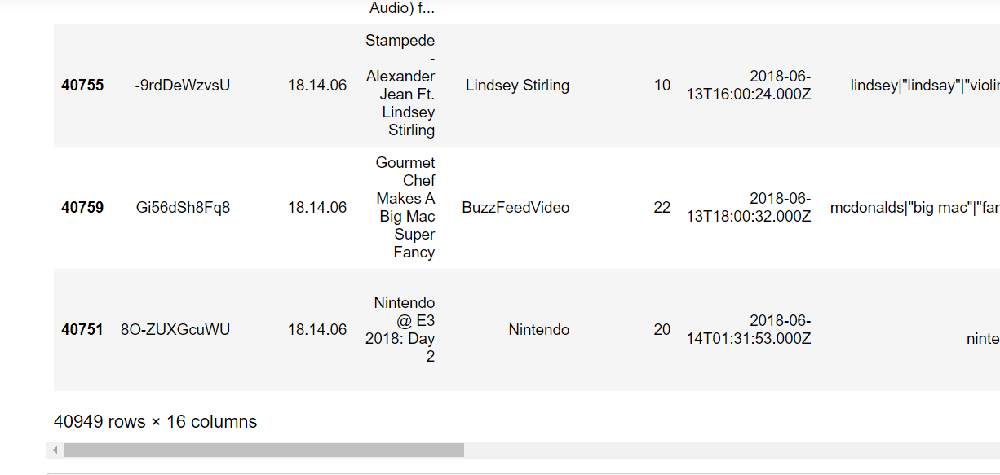 Audio) f...
40755 -9rdDeWzvsU 18.14.06 Stampede - Alexander Jean Ft. Lindsey Stirling Lindsey Stirling 10 2018-06-13T16:00:24.000Z lindsey|"lindsay"|"violin
40759 Gi56dSh8Fq8 18.14.06 Gourmet Chef Makes A Big Mac Super Fancy BuzzFeedVideo 22 2018-06-13T18:00:32.000Z mcdonalds|"big mac"|"fan
40751 8O-ZUXGcuWU 18.14.06 Nintendo @ E3 2018: Day 2 Nintendo 20 2018-06-14T01:31:53.000Z ninte
40949 rows × 16 columns